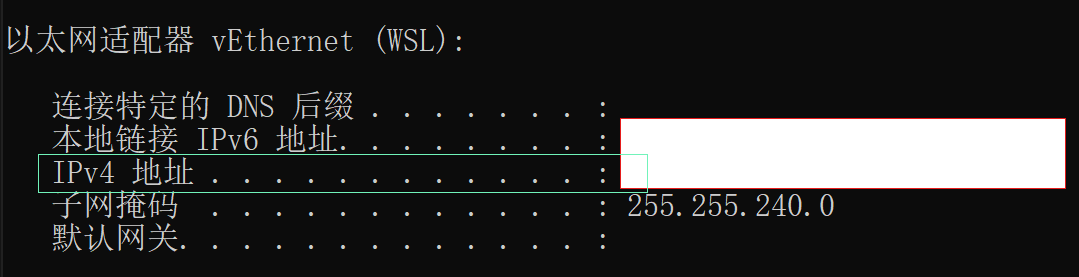 以太网适配器 vEthernet (WSL):
连接特定的 DNS 后缀 . . . . . . . :
本地链接 IPv6 地址. . . . . . . . :
IPv4 地址 . . . . . . . . . . . . :
子网掩码  . . . . . . . . . . . . : 255.255.240.0
默认网关. . . . . . . . . . . . . :